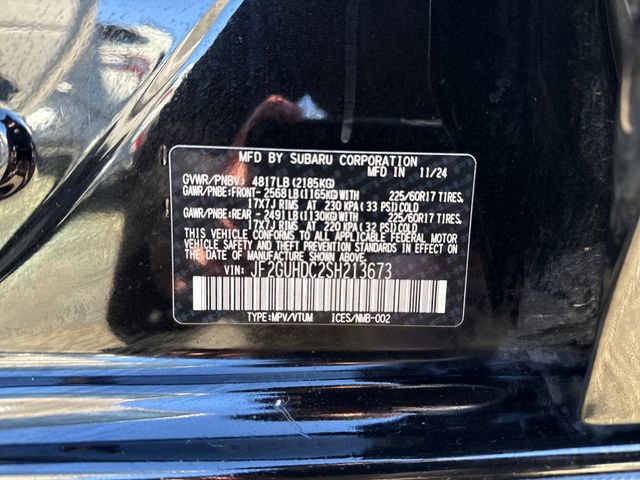 MFD BY SUBARU CORPORATION
MFD IN 11/24
GVWR/PNBV: 4817LB (2185KG)
GAWR/PNBE:FRONT- 2568LB (1165KG) WITH 225/60R17 TIRES,
17X7J RIMS AT 230 KPA (33 PSI) COLD
GAWR/PNBE:REAR - 2491LB (1130KG) WITH 225/60R17 TIRES,
17X7J RIMS AT 220 KPA (32 PSI) COLD
THIS VEHICLE CONFORMS TO ALL APPLICABLE FEDERAL MOTOR
VEHICLE SAFETY AND THEFT PREVENTION STANDARDS IN EFFECT ON
THE DATE OF MANUFACTURE SHOWN ABOVE.
VIN: JF2GUHDC2SH213673
TYPE:MPV/VTUM ICES/NMB-002